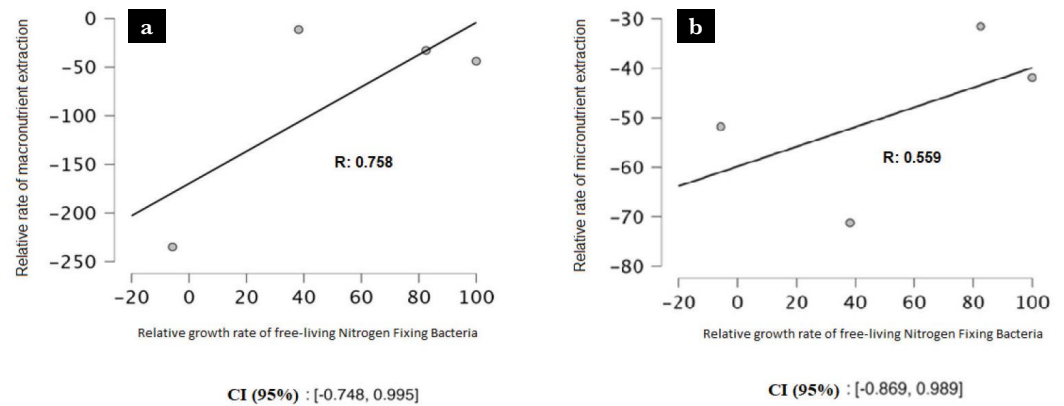 a
Relative rate of macronutrient extraction
0
−50
−100
−150
−200
−250
R: 0.758
−20 0 20 40 60 80 100
Relative growth rate of free-living Nitrogen Fixing Bacteria
CI (95%) : [-0.748, 0.995]
b
Relative rate of micronutrient extraction
−30
−40
−50
−60
−70
−80
R: 0.559
−20 0 20 40 60 80 100
Relative growth rate of free-living Nitrogen Fixing Bacteria
CI (95%) : [-0.869, 0.989]